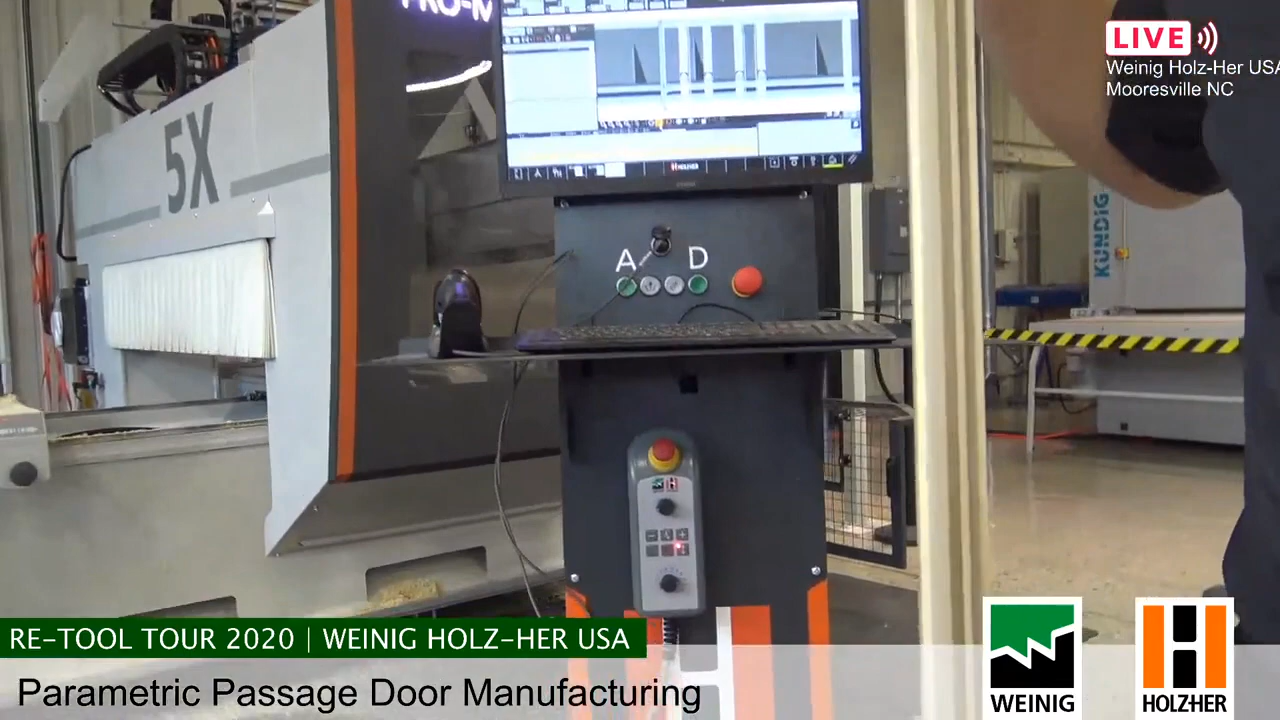 PRO-M
5X
LIVE
Weinig Holz-Her USA
Mooresville NC
HOLZHER
A
D
KÜNDIG
RE-TOOL TOUR 2020 | WEINIG HOLZ-HER USA
Parametric Passage Door Manufacturing
WEINIG
HOLZHER